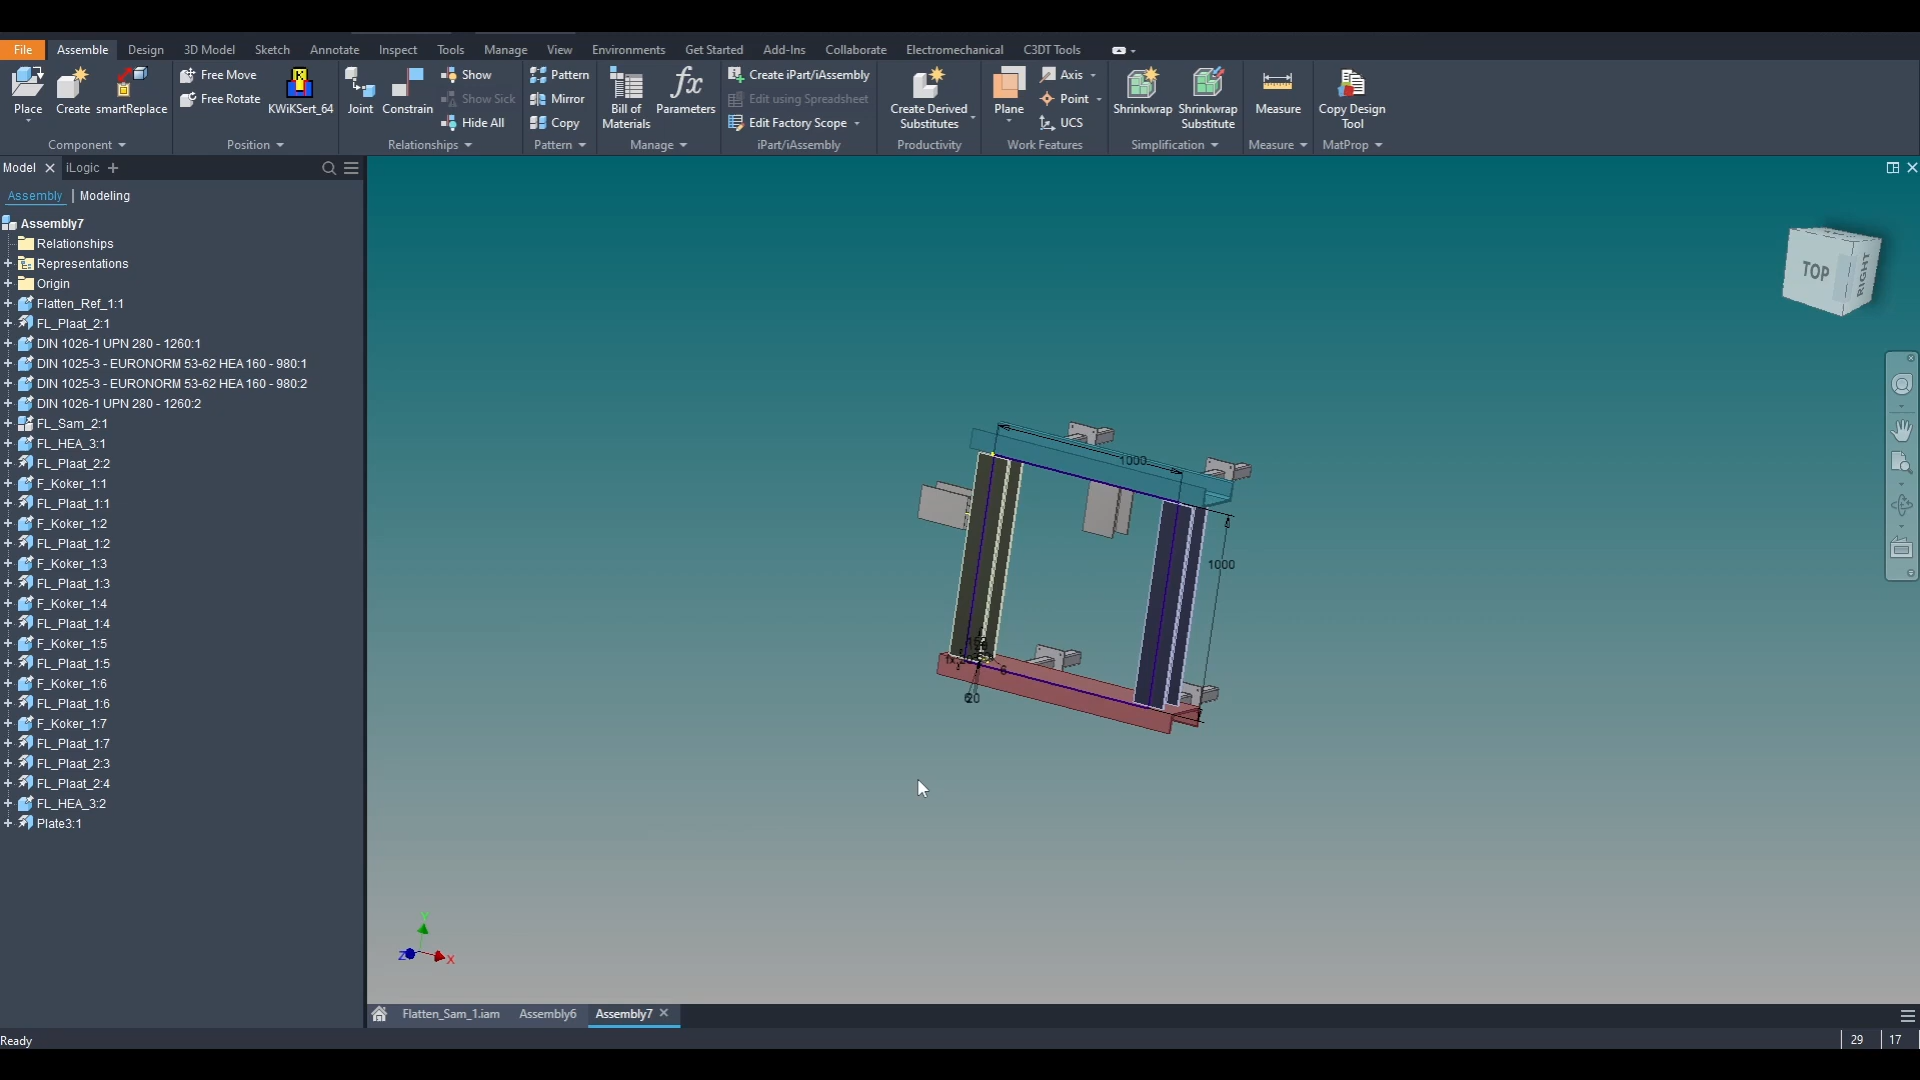 File Assemble Design 3D Model Sketch Annotate Inspect Tools Manage View Environments Get Started Add-Ins Collaborate Electromechanical C3DT Tools
Place
Create
smartReplace
Component
Free Move
Free Rotate
KWiKSert_64
Position
Joint
Constrain
Show
Show Sick
Hide All
Relationships
Pattern
Mirror
Copy
Pattern
Bill of
Materials
fx
Parameters
Manage
Create iPart/iAssembly
Edit using Spreadsheet
Edit Factory Scope
iPart/iAssembly
Create Derived
Substitutes
Productivity
Plane
Axis
Point
UCS
Work Features
Shrinkwrap
Shrinkwrap
Substitute
Simplification
Measure
Measure
Copy Design
Tool
MatProp
Model iLogic
Assembly | Modeling
Assembly7
Relationships
Representations
Origin
Flatten_Ref_1:1
FL_Plaat_2:1
DIN 1026-1 UPN 280 - 1260:1
DIN 1025-3 - EURONORM 53-62 HEA 160 - 980:1
DIN 1025-3 - EURONORM 53-62 HEA 160 - 980:2
DIN 1026-1 UPN 280 - 1260:2
FL_Sam_2:1
FL_HEA_3:1
FL_Plaat_2:2
F_Koker_1:1
FL_Plaat_1:1
F_Koker_1:2
FL_Plaat_1:2
F_Koker_1:3
FL_Plaat_1:3
F_Koker_1:4
FL_Plaat_1:4
F_Koker_1:5
FL_Plaat_1:5
F_Koker_1:6
FL_Plaat_1:6
F_Koker_1:7
FL_Plaat_1:7
FL_Plaat_2:3
FL_Plaat_2:4
FL_HEA_3:2
Plate3:1
TOP
RIGHT
1000
1000
Y
Z
X
Flatten_Sam_1.iam Assembly6 Assembly7
Ready
29 17